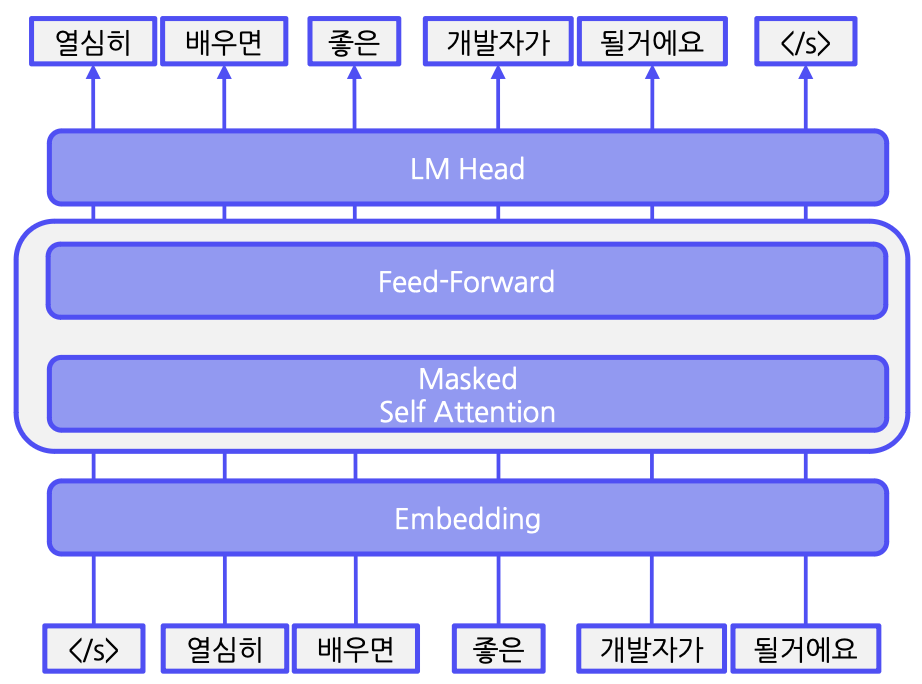 열심히 배우면 좋은 개발자가 될거에요 </s>
LM Head
Feed-Forward
Masked
Self Attention
Embedding
</s> 열심히 배우면 좋은 개발자가 될거에요